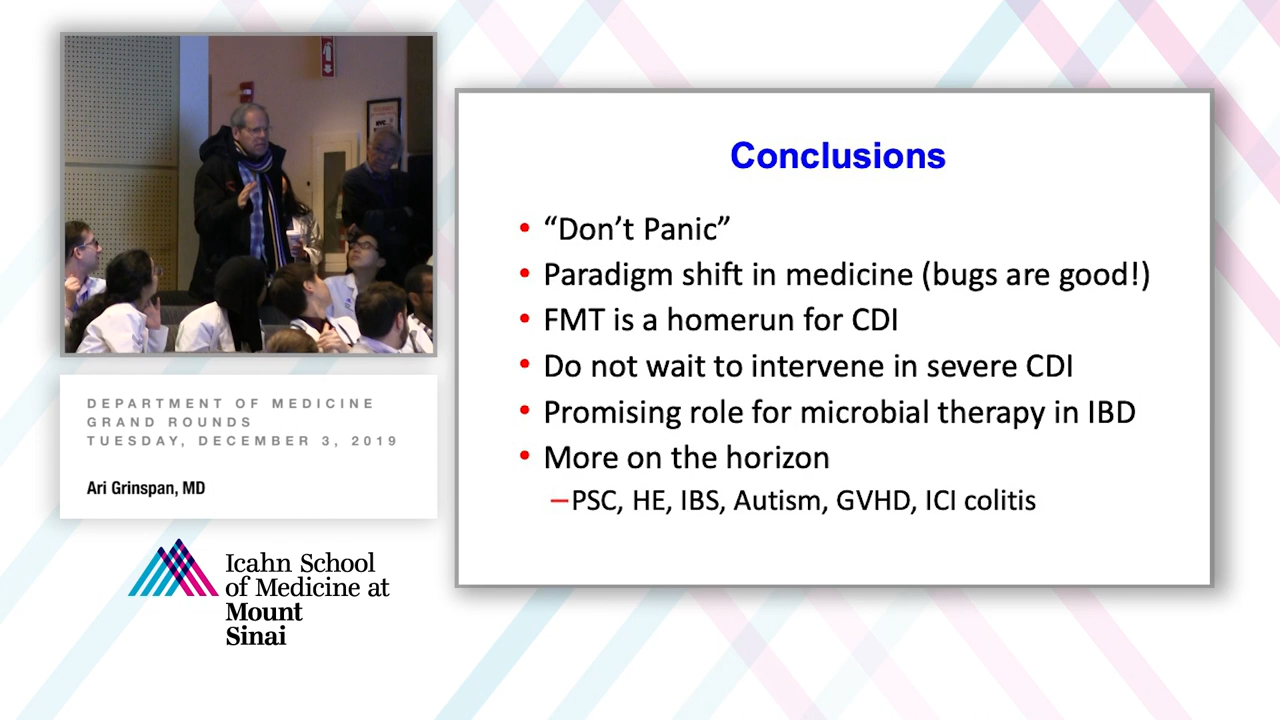 DEPARTMENT OF MEDICINE
GRAND ROUNDS
TUESDAY, DECEMBER 3, 2019
Ari Grinspan, MD
Icahn School
of Medicine at
Mount
Sinai
Conclusions
• “Don’t Panic”
• Paradigm shift in medicine (bugs are good!)
• FMT is a homerun for CDI
• Do not wait to intervene in severe CDI
• Promising role for microbial therapy in IBD
• More on the horizon
–PSC, HE, IBS, Autism, GVHD, ICI colitis